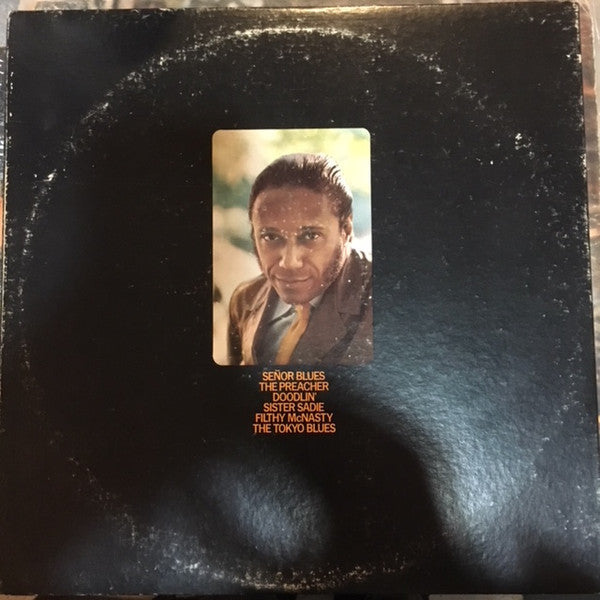 SEÑOR BLUES
THE PREACHER
DOODLIN'
SISTER SADIE
FILTHY McNASTY
THE TOKYO BLUES